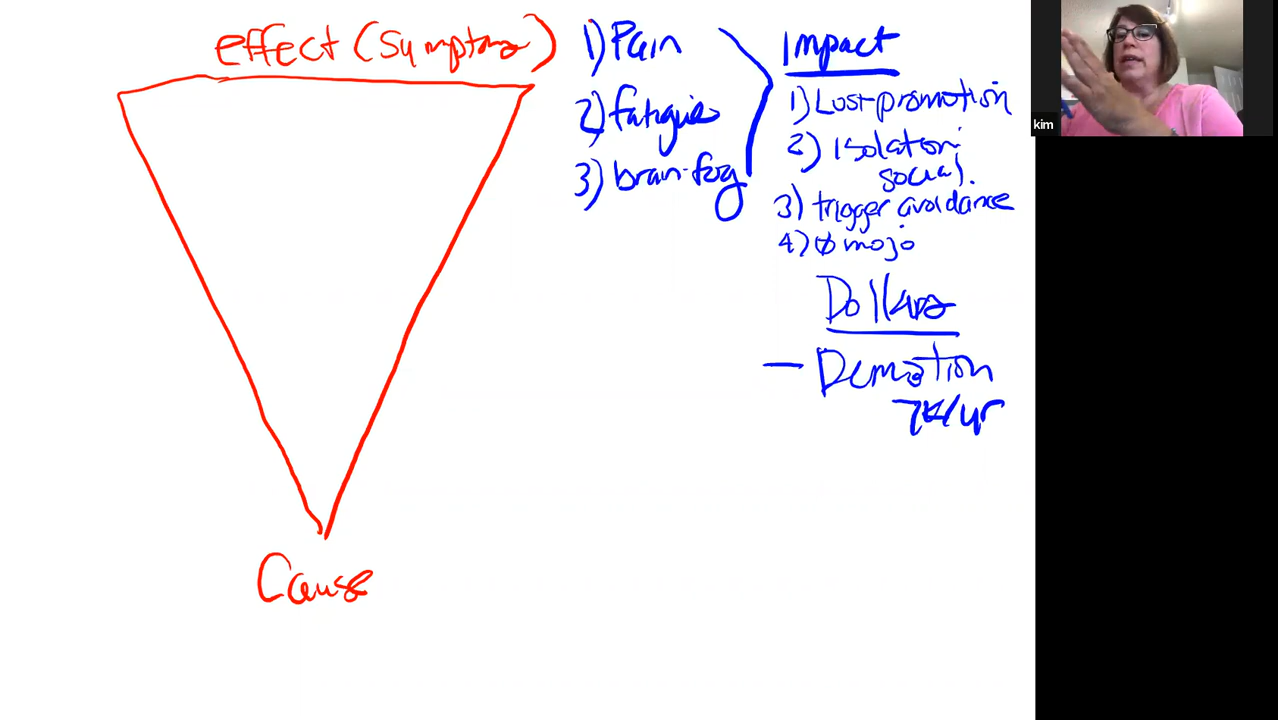 effect (Symptoms)
1) Pain
2) fatigue
3) brain-fog
Impact
1) Lost promotion
2) Isolation:
social.
3) trigger avoidance
4) ϕ mojo
Dollars
— Demotion
7K/yr
Cause
kim